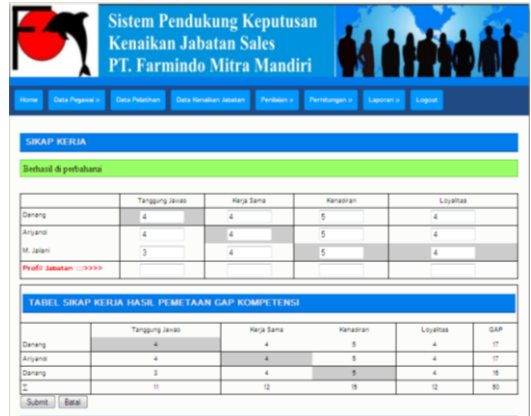 Sistem Pendukung Keputusan
Kenaikan Jabatan Sales
PT. Farmindo Mitra Mandiri
Home Data Pegawai » Data Pelatihan Data Kenaikan Jabatan Penilaian » Perhitungan » Laporan » Logout
SIKAP KERJA
Berhasil di perbaharui
Tanggung Jawab Kerja Sama Kehadiran Loyalitas
Danang 4 4 5 4
Ariyandi 4 4 5 4
M. Jailani 3 4 5 4
Profil Jabatan ::>>>>
TABEL SIKAP KERJA HASIL PEMETAAN GAP KOMPETENSI
Tanggung Jawab Kerja Sama Kehadiran Loyalitas GAP
Danang 4 4 5 4 17
Ariyandi 4 4 5 4 17
Danang 3 4 5 4 16
Σ 11 12 15 12 50
Submit Batal